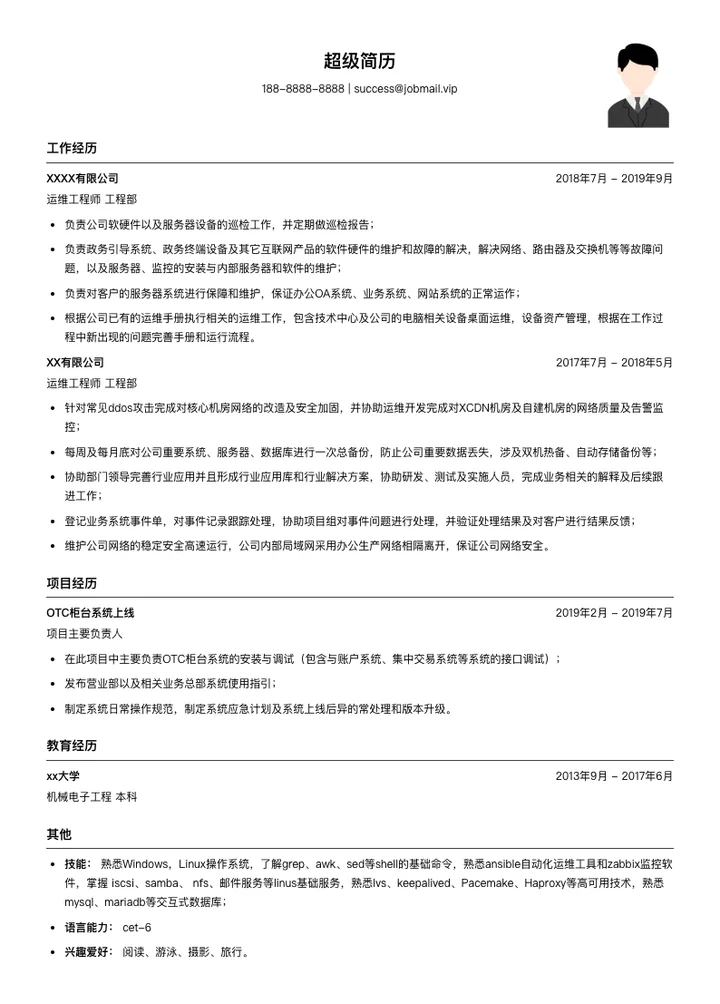 超级简历
188-8888-8888 | success@jobmail.vip
工作经历
XXXX有限公司 2018年7月 - 2019年9月
运维工程师 工程部
• 负责公司软硬件以及服务器设备的巡检工作，并定期做巡检报告；
• 负责政务引导系统、政务终端设备及其它互联网产品的软件硬件的维护和故障的解决，解决网络、路由器及交换机等等故障问
题，以及服务器、监控的安装与内部服务器和软件的维护；
• 负责对客户的服务器系统进行保障和维护，保证办公OA系统、业务系统、网站系统的正常运作；
• 根据公司已有的运维手册执行相关的运维工作，包含技术中心及公司的电脑相关设备桌面运维，设备资产管理，根据在工作过
程中新出现的问题完善手册和运行流程。
XX有限公司 2017年7月 - 2018年5月
运维工程师 工程部
• 针对常见ddos攻击完成对核心机房网络的改造及安全加固，并协助运维开发完成对XCDN机房及自建机房的网络质量及告警监
控；
• 每周及每月底对公司重要系统、服务器、数据库进行一次总备份，防止公司重要数据丢失，涉及双机热备、自动存储备份等；
• 协助部门领导完善行业应用并且形成行业应用库和行业解决方案，协助研发、测试及实施人员，完成业务相关的解释及后续跟
进工作；
• 登记业务系统事件单，对事件记录跟踪处理，协助项目组对事件问题进行处理，并验证处理结果及对客户进行结果反馈；
• 维护公司网络的稳定安全高速运行，公司内部局域网采用办公生产网络相隔离开，保证公司网络安全。
项目经历
OTC柜台系统上线 2019年2月 - 2019年7月
项目主要负责人
• 在此项目中主要负责OTC柜台系统的安装与调试（包含与账户系统、集中交易系统等系统的接口调试）；
• 发布营业部以及相关业务总部系统使用指引；
• 制定系统日常操作规范，制定系统应急计划及系统上线后异的常处理和版本升级。
教育经历
xx大学 2013年9月 - 2017年6月
机械电子工程 本科
其他
• 技能： 熟悉Windows，Linux操作系统，了解grep、awk、sed等shell的基础命令，熟悉ansible自动化运维工具和zabbix监控软
件，掌握 iscsi、samba、 nfs、邮件服务等linus基础服务，熟悉lvs、keepalived、Pacemake、Haproxy等高可用技术，熟悉
mysql、mariadb等交互式数据库；
• 语言能力： cet-6
• 兴趣爱好： 阅读、游泳、摄影、旅行。